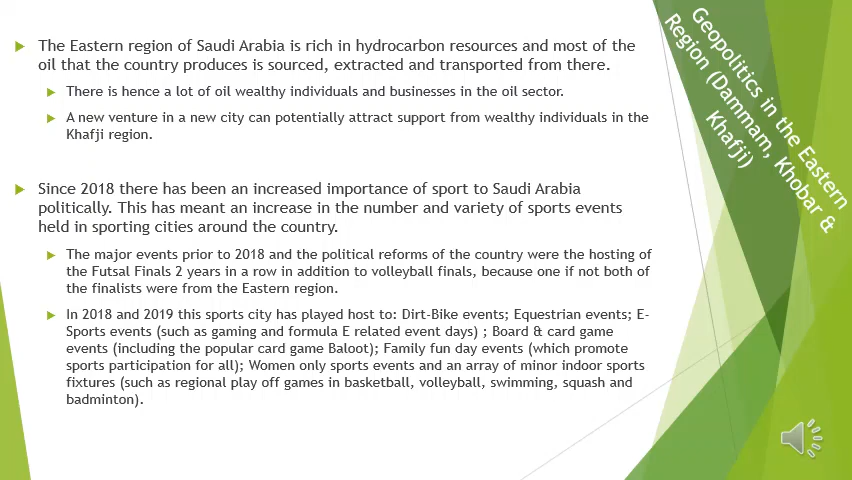 The Eastern region of Saudi Arabia is rich in hydrocarbon resources and most of the
oil that the country produces is sourced, extracted and transported from there.
There is hence a lot of oil wealthy individuals and businesses in the oil sector.
A new venture in a new city can potentially attract support from wealthy individuals in the
Khafji region.
Since 2018 there has been an increased importance of sport to Saudi Arabia
politically. This has meant an increase in the number and variety of sports events
held in sporting cities around the country.
The major events prior to 2018 and the political reforms of the country were the hosting of
the Futsal Finals 2 years in a row in addition to volleyball finals, because one if not both of
the finalists were from the Eastern region.
In 2018 and 2019 this sports city has played host to: Dirt-Bike events; Equestrian events; E-
Sports events (such as gaming and formula E related event days) ; Board & card game
events (including the popular card game Baloot); Family fun day events (which promote
sports participation for all); Women only sports events and an array of minor indoor sports
fixtures (such as regional play off games in basketball, volleyball, swimming, squash and
badminton).
Geopolitics in the Eastern
Region (Dammam, Khobar &
Khafji)